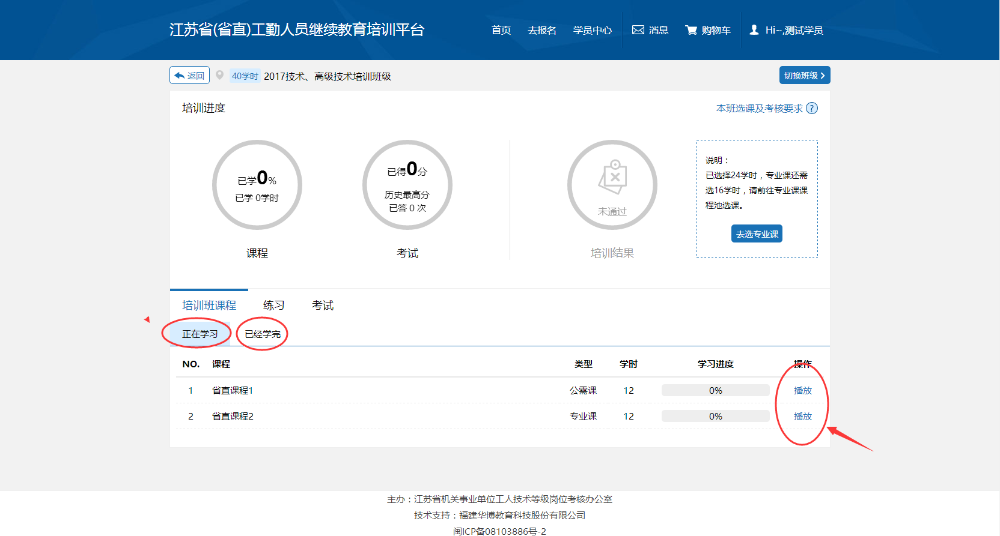 江苏省(省直)工勤人员继续教育培训平台
首页 去报名 学员中心 消息 购物车 Hi~,测试学员
返回 40学时 2017技术、高级技术培训班级 切换班级
培训进度 本班选课及考核要求 ?
已学0%
已学 0学时
课程
已得0分
历史最高分
已答 0 次
考试
未通过
培训结果
说明：
已选择24学时，专业课还需
选16学时，请前往专业课课
程池选课。
去选专业课
培训班课程 练习 考试
正在学习 已经学完
NO. 课程 类型 学时 学习进度 操作
1 省直课程1 公需课 12 0% 播放
2 省直课程2 专业课 12 0% 播放
主办：江苏省机关事业单位工人技术等级岗位考核办公室
技术支持：福建华博教育科技股份有限公司
闽ICP备08103886号-2